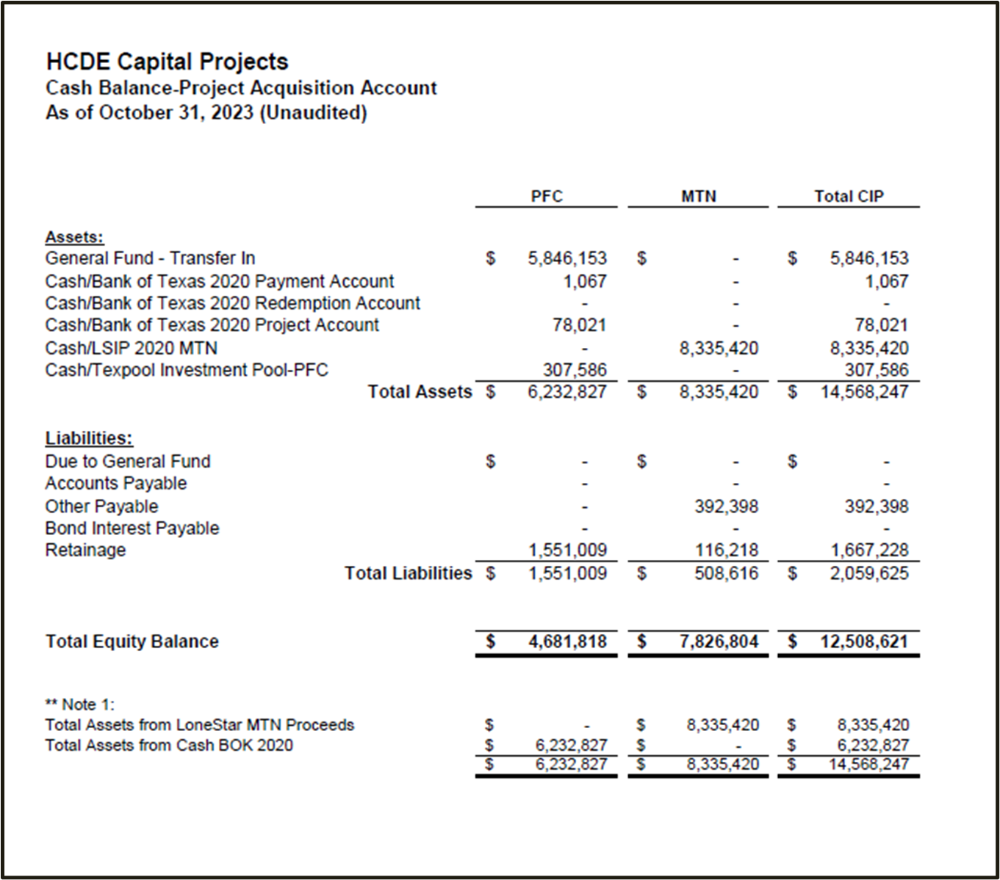 HCDE Capital Projects
Cash Balance-Project Acquisition Account
As of October 31, 2023 (Unaudited)
PFC MTN Total CIP
Assets:
General Fund - Transfer In $ 5,846,153 $ - $ 5,846,153
Cash/Bank of Texas 2020 Payment Account 1,067 - 1,067
Cash/Bank of Texas 2020 Redemption Account - - -
Cash/Bank of Texas 2020 Project Account 78,021 - 78,021
Cash/LSIP 2020 MTN - 8,335,420 8,335,420
Cash/Texpool Investment Pool-PFC 307,586 - 307,586
Total Assets $ 6,232,827 $ 8,335,420 $ 14,568,247
Liabilities:
Due to General Fund $ - $ - $ -
Accounts Payable - - -
Other Payable - 392,398 392,398
Bond Interest Payable - - -
Retainage 1,551,009 116,218 1,667,228
Total Liabilities $ 1,551,009 $ 508,616 $ 2,059,625
Total Equity Balance $ 4,681,818 $ 7,826,804 $ 12,508,621
** Note 1:
Total Assets from LoneStar MTN Proceeds $ - $ 8,335,420 $ 8,335,420
Total Assets from Cash BOK 2020 $ 6,232,827 $ - $ 6,232,827
$ 6,232,827 $ 8,335,420 $ 14,568,247